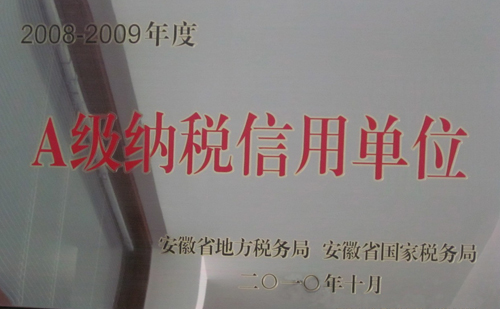 2008-2009年度
A级纳税信用单位
安徽省地方税务局 安徽省国家税务局
二〇一〇年十月